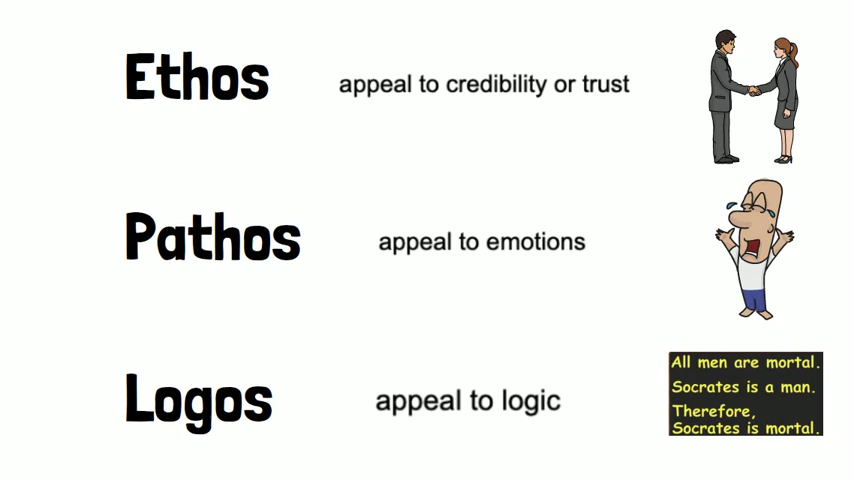 Ethos
appeal to credibility or trust
Pathos
appeal to emotions
Logos
appeal to logic
All men are mortal.
Socrates is a man.
Therefore,
Socrates is mortal.